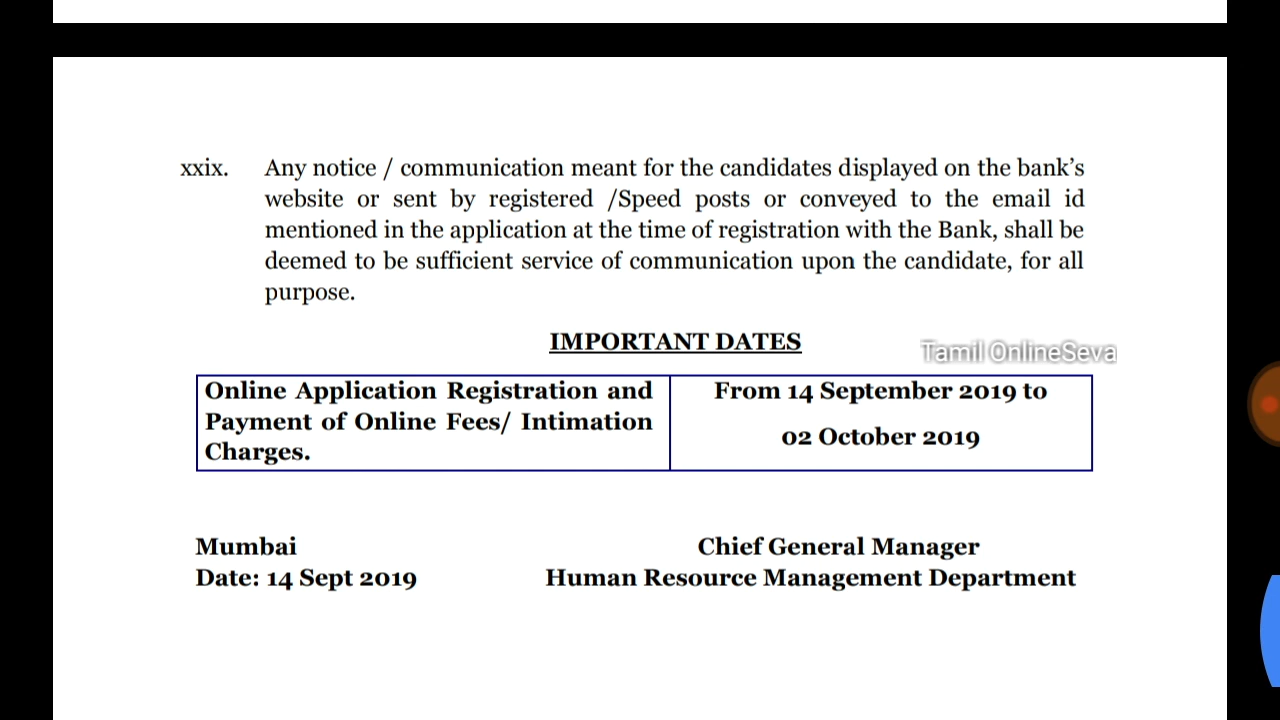 xxix. Any notice / communication meant for the candidates displayed on the bank’s
website or sent by registered /Speed posts or conveyed to the email id
mentioned in the application at the time of registration with the Bank, shall be
deemed to be sufficient service of communication upon the candidate, for all
purpose.
IMPORTANT DATES
Tamil OnlineSeva
Online Application Registration and
Payment of Online Fees/ Intimation
Charges.
From 14 September 2019 to
02 October 2019
Mumbai
Date: 14 Sept 2019
Chief General Manager
Human Resource Management Department